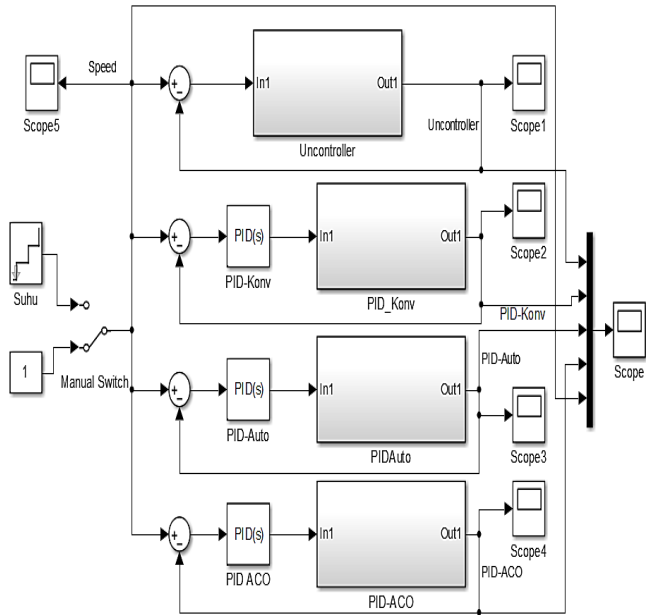 Speed
Scope5
In1
Out1
Uncontroller
Uncontroller
Scope1
Suhu
1
Manual Switch
PID(s)
PID-Konv
In1
Out1
PID_Konv
Scope2
PID-Konv
PID(s)
PID-Auto
In1
Out1
PIDAuto
PID-Auto
Scope3
Scope
PID(s)
PID ACO
In1
Out1
PID-ACO
Scope4
PID-ACO